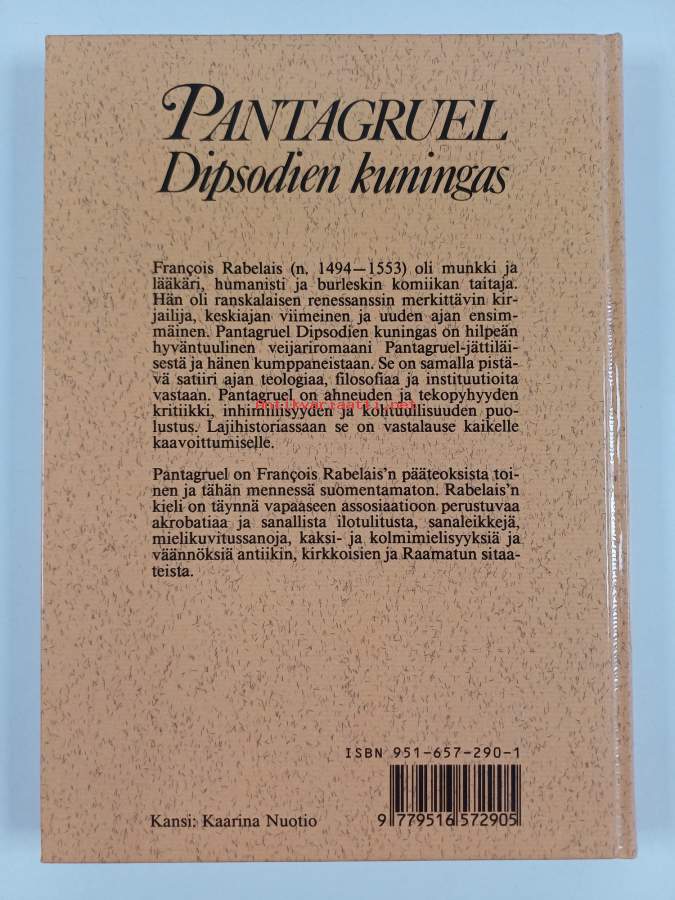 PANTAGRUEL
Dipsodien kuningas
François Rabelais (n. 1494—1553) oli munkki ja
lääkäri, humanisti ja burleskin komiikan taitaja.
Hän oli ranskalaisen renessanssin merkittävin kir-
jailija, keskiajan viimeinen ja uuden ajan ensim-
mäinen. Pantagruel Dipsodien kuningas on hilpeän
hyväntuulinen veijariromaani Pantagruel-jättiläi-
sestä ja hänen kumppaneistaan. Se on samalla pistä-
vä satiiri ajan teologiaa, filosofiaa ja instituutioita
vastaan. Pantagruel on ahneuden ja tekopyhyyden
antikvariaatti.net
kritiikki, inhimillisyyden ja kohtuullisuuden puo-
lustus. Lajihistoriassaan se on vastalause kaikelle
kaavoittumiselle.
Pantagruel on François Rabelais'n pääteoksista toi-
nen ja tähän mennessä suomentamaton. Rabelais'n
kieli on täynnä vapaaseen assosiaatioon perustuvaa
akrobatiaa ja sanallista ilotulitusta, sanaleikkejä,
mielikuvitussanoja, kaksi- ja kolmimielisyyksiä ja
väännöksiä antiikin, kirkkoisien ja Raamatun sitaa-
teista.
ISBN 951-657-290-1
9 779516 572905
Kansi: Kaarina Nuotio